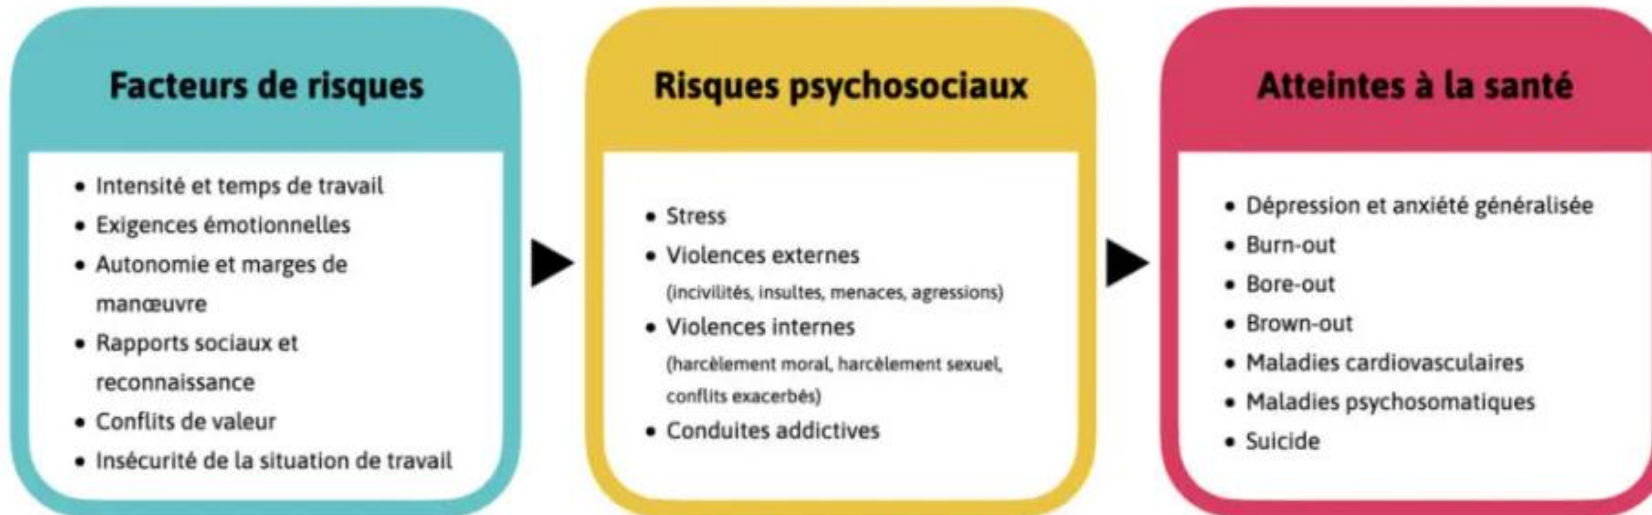 Facteurs de risques
• Intensité et temps de travail
• Exigences émotionnelles
• Autonomie et marges de
manœuvre
• Rapports sociaux et
reconnaissance
• Conflits de valeur
• Insécurité de la situation de travail
Risques psychosociaux
• Stress
• Violences externes
(incivilités, insultes, menaces, agressions)
• Violences internes
(harcèlement moral, harcèlement sexuel,
conflits exacerbés)
• Conduites addictives
Atteintes à la santé
• Dépression et anxiété généralisée
• Burn-out
• Bore-out
• Brown-out
• Maladies cardiovasculaires
• Maladies psychosomatiques
• Suicide